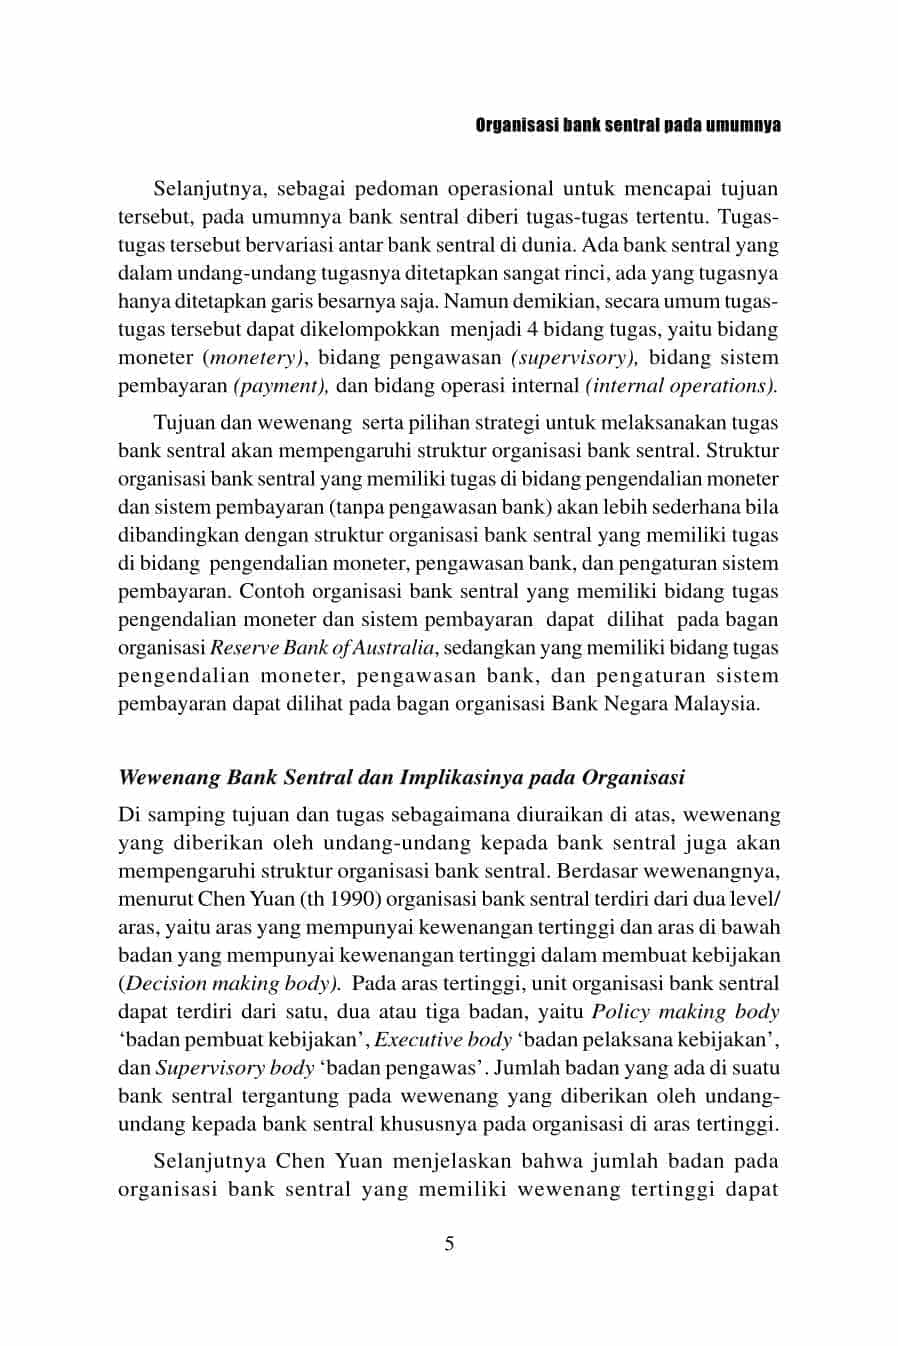 Organisasi bank sentral pada umumnya
Selanjutnya, sebagai pedoman operasional untuk mencapai tujuan
tersebut, pada umumnya bank sentral diberi tugas-tugas tertentu. Tugas-
tugas tersebut bervariasi antar bank sentral di dunia. Ada bank sentral yang
dalam undang-undang tugasnya ditetapkan sangat rinci, ada yang tugasnya
hanya ditetapkan garis besarnya saja. Namun demikian, secara umum tugas-
tugas tersebut dapat dikelompokkan menjadi 4 bidang tugas, yaitu bidang
moneter (monetery), bidang pengawasan (supervisory), bidang sistem
pembayaran (payment), dan bidang operasi internal (internal operations).
Tujuan dan wewenang serta pilihan strategi untuk melaksanakan tugas
bank sentral akan mempengaruhi struktur organisasi bank sentral. Struktur
organisasi bank sentral yang memiliki tugas di bidang pengendalian moneter
dan sistem pembayaran (tanpa pengawasan bank) akan lebih sederhana bila
dibandingkan dengan struktur organisasi bank sentral yang memiliki tugas
di bidang pengendalian moneter, pengawasan bank, dan pengaturan sistem
pembayaran. Contoh organisasi bank sentral yang memiliki bidang tugas
pengendalian moneter dan sistem pembayaran dapat dilihat pada bagan
organisasi Reserve Bank of Australia, sedangkan yang memiliki bidang tugas
pengendalian moneter, pengawasan bank, dan pengaturan sistem
pembayaran dapat dilihat pada bagan organisasi Bank Negara Malaysia.
Wewenang Bank Sentral dan Implikasinya pada Organisasi
Di samping tujuan dan tugas sebagaimana diuraikan di atas, wewenang
yang diberikan oleh undang-undang kepada bank sentral juga akan
mempengaruhi struktur organisasi bank sentral. Berdasar wewenangnya,
menurut Chen Yuan (th 1990) organisasi bank sentral terdiri dari dua level/
aras, yaitu aras yang mempunyai kewenangan tertinggi dan aras di bawah
badan yang mempunyai kewenangan tertinggi dalam membuat kebijakan
(Decision making body). Pada aras tertinggi, unit organisasi bank sentral
dapat terdiri dari satu, dua atau tiga badan, yaitu Policy making body
‘badan pembuat kebijakan’, Executive body ‘badan pelaksana kebijakan’,
dan Supervisory body ‘badan pengawas’. Jumlah badan yang ada di suatu
bank sentral tergantung pada wewenang yang diberikan oleh undang-
undang kepada bank sentral khususnya pada organisasi di aras tertinggi.
Selanjutnya Chen Yuan menjelaskan bahwa jumlah badan pada
organisasi bank sentral yang memiliki wewenang tertinggi dapat
5